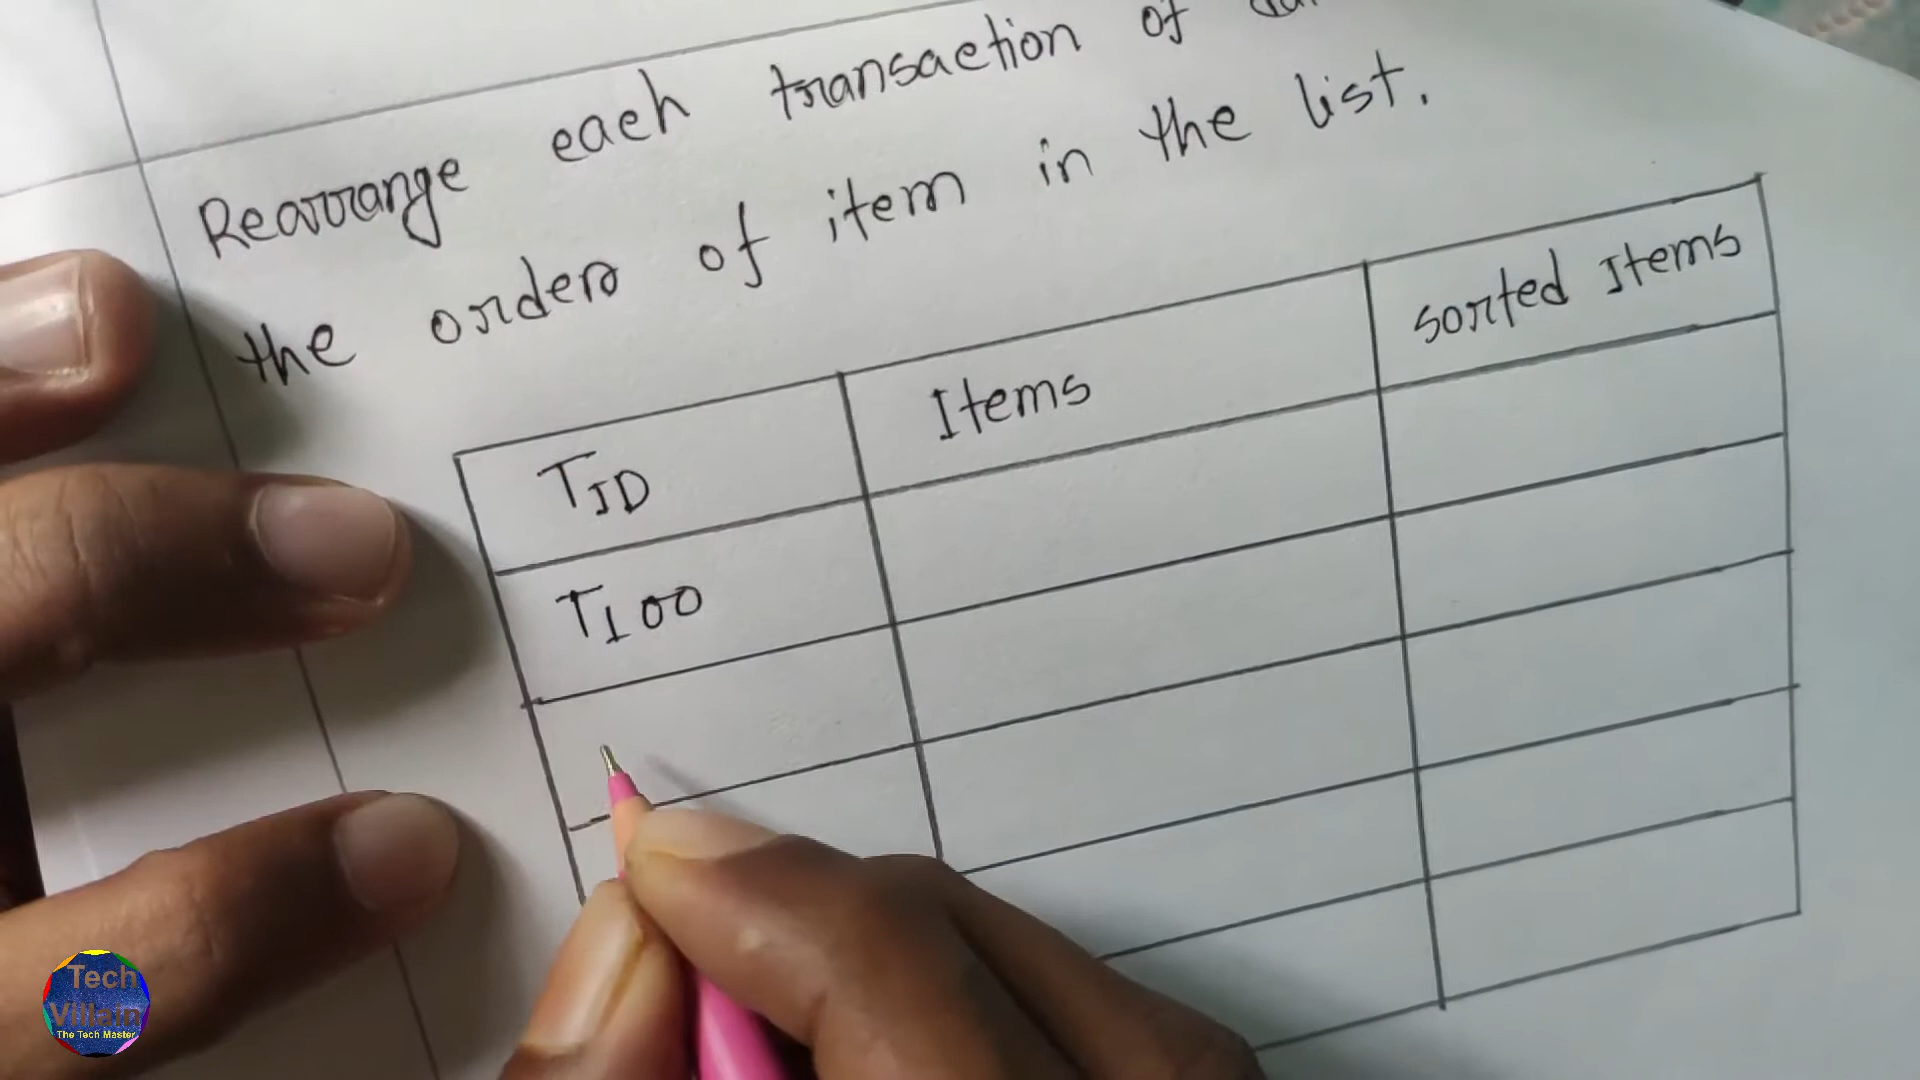 Rearrange each transaction of
the orders of item in the list.
TID Items Sorted Items
T100
Tech
Villain
The Tech Master